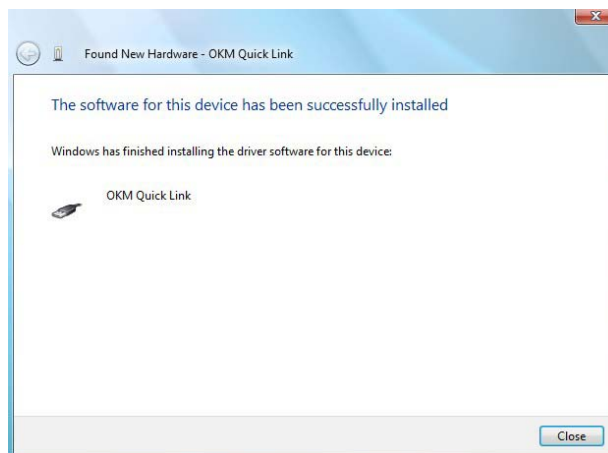 Found New Hardware - OKM Quick Link
The software for this device has been successfully installed
Windows has finished installing the driver software for this device:
OKM Quick Link
Close